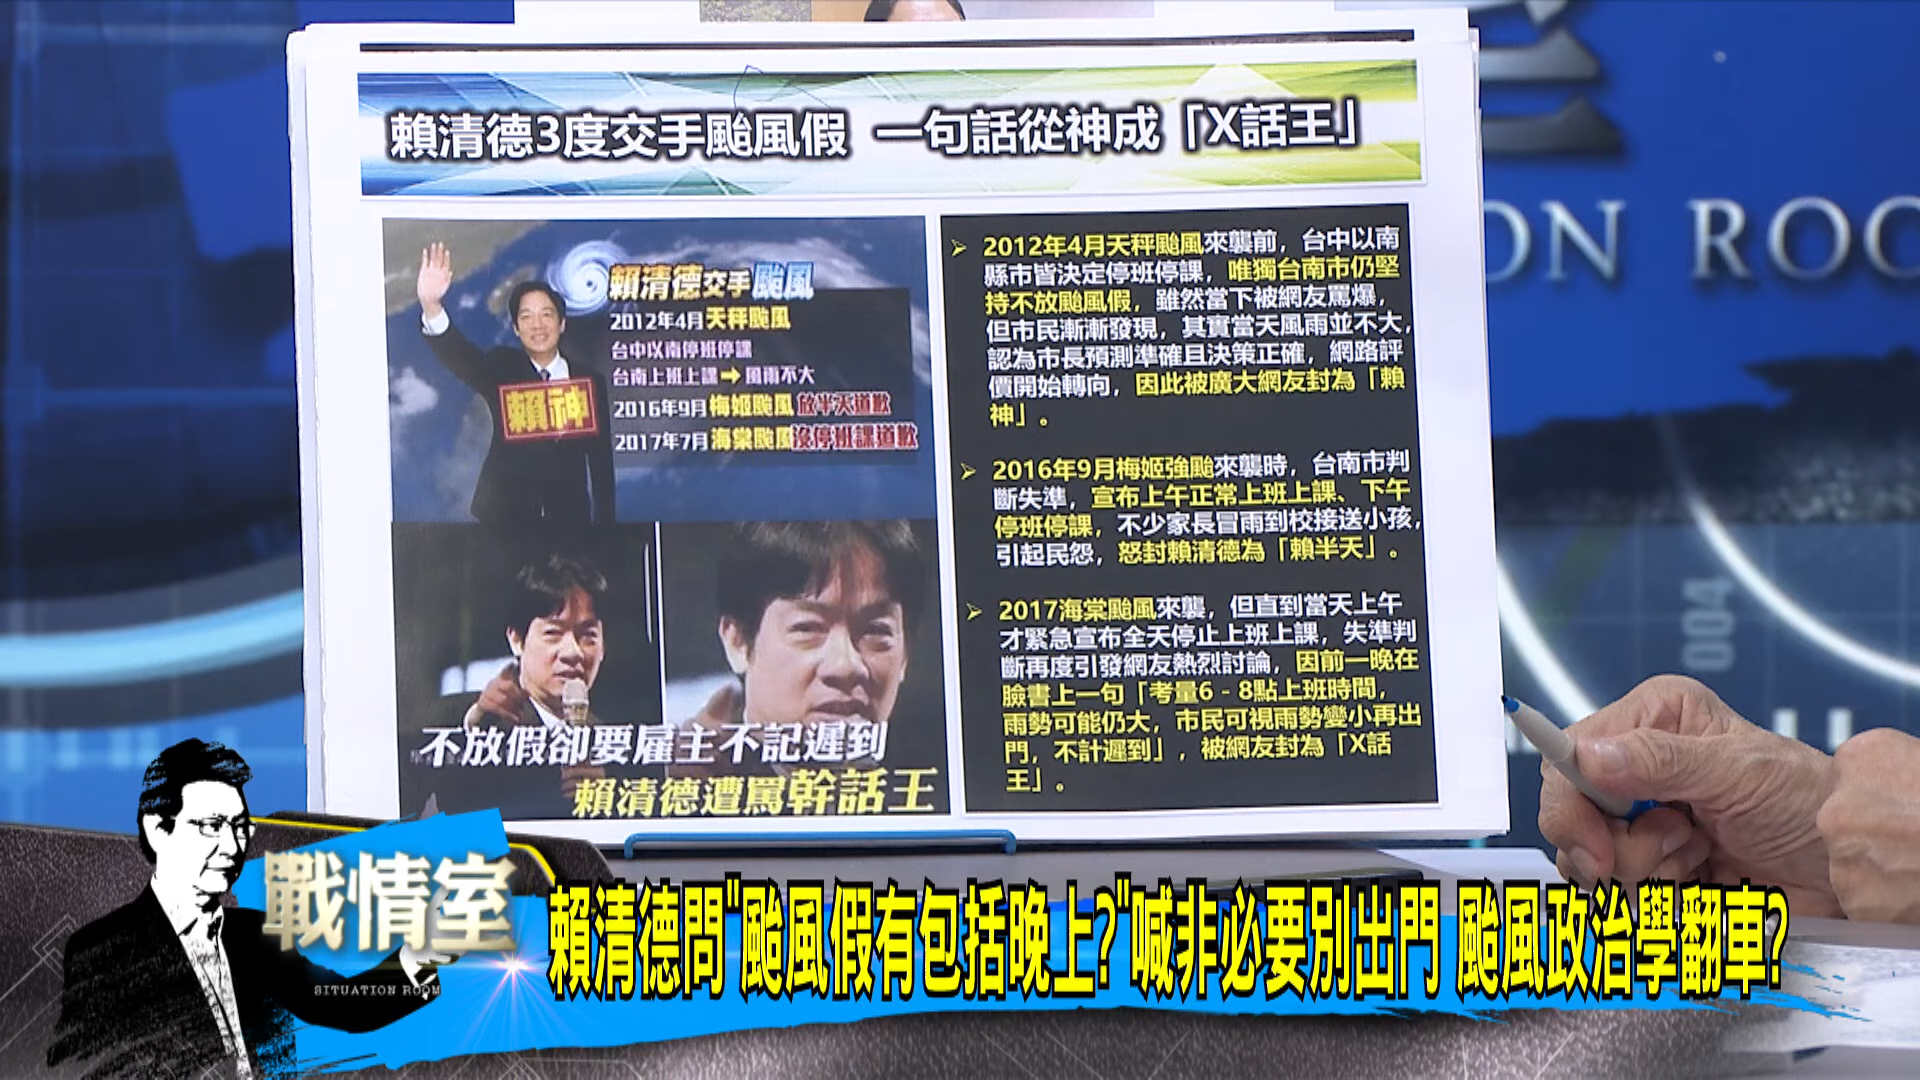 賴清德3度交手颱風假 一句話從神成「X話王」
賴清德交手颱風
2012年4月天秤颱風
台中以南停班停課
台南上班上課→風雨不大
2016年9月梅姬颱風放半天道歉
2017年7月海棠颱風沒停班課道歉
賴神
不放假卻要雇主不記遲到
賴清德遭罵幹話王
➢ 2012年4月天秤颱風來襲前，台中以南
縣市皆決定停班停課，唯獨台南市仍堅
持不放颱風假，雖然當下被網友罵爆，
但市民漸漸發現，其實當天風雨並不大，
認為市長預測準確且決策正確，網路評
價開始轉向，因此被廣大網友封為「賴
神」。
➢ 2016年9月梅姬強颱來襲時，台南市判
斷失準，宣布上午正常上班上課、下午
停班停課，不少家長冒雨到校接送小孩，
引起民怨，怒封賴清德為「賴半天」。
➢ 2017海棠颱風來襲，但直到當天上午
才緊急宣布全天停止上班上課，失準判
斷再度引發網友熱烈討論，因前一晚在
臉書上一句「考量6-8點上班時間，
雨勢可能仍大，市民可視雨勢變小再出
門，不計遲到」，被網友封為「X話
王」。
ON ROO
004
戰情室
SITUATION ROOM
賴清德問"颱風假有包括晚上?"喊非必要別出門 颱風政治學翻車?